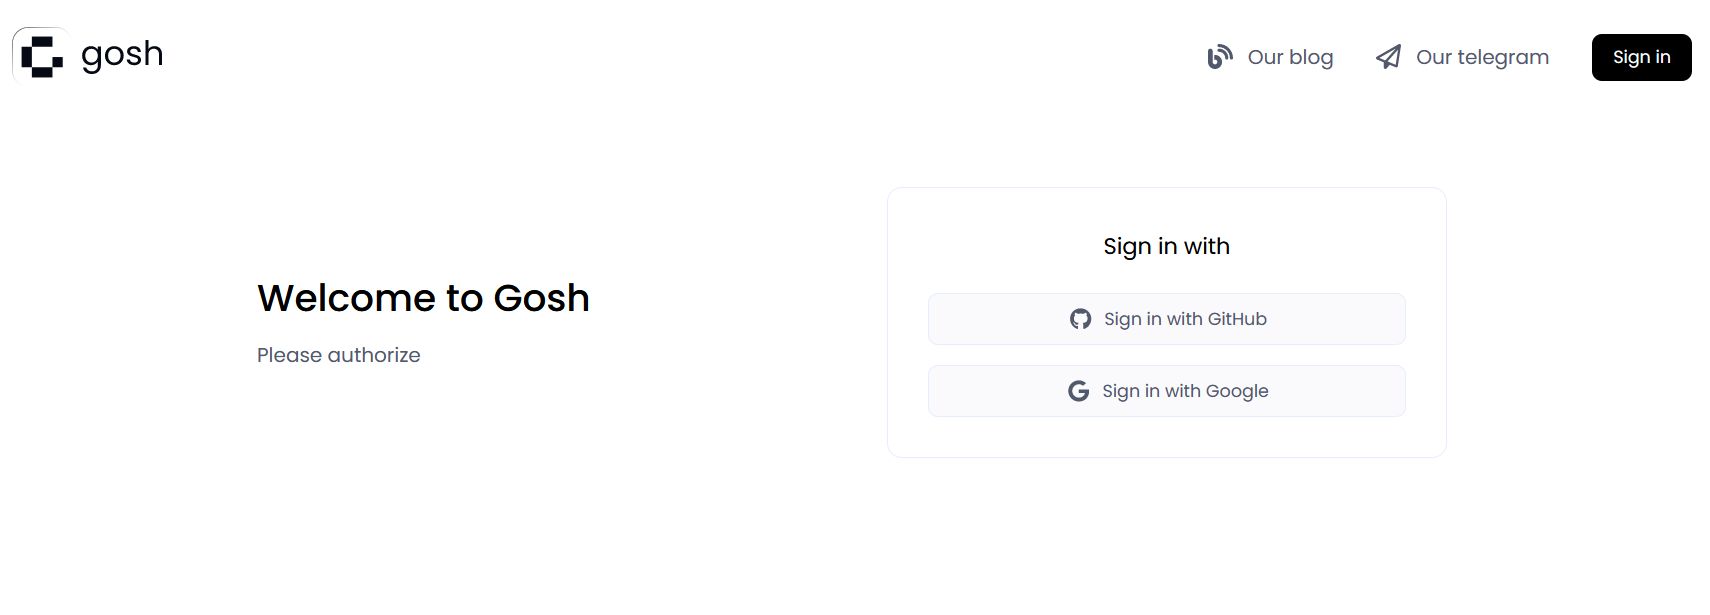 gosh
Our blog
Our telegram
Sign in
Welcome to Gosh
Please authorize
Sign in with
Sign in with GitHub
Sign in with Google